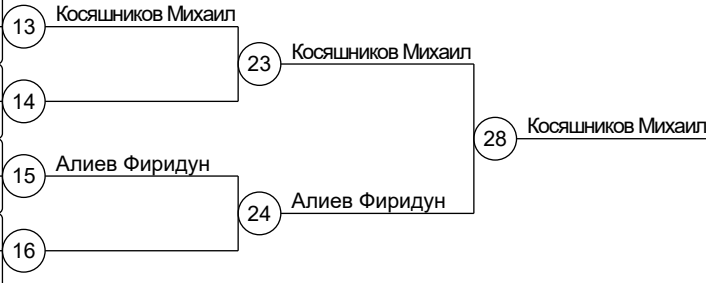 13 Косяшников Михаил
23 Косяшников Михаил
14
28 Косяшников Михаил
15 Алиев Фиридун
24 Алиев Фиридун
16